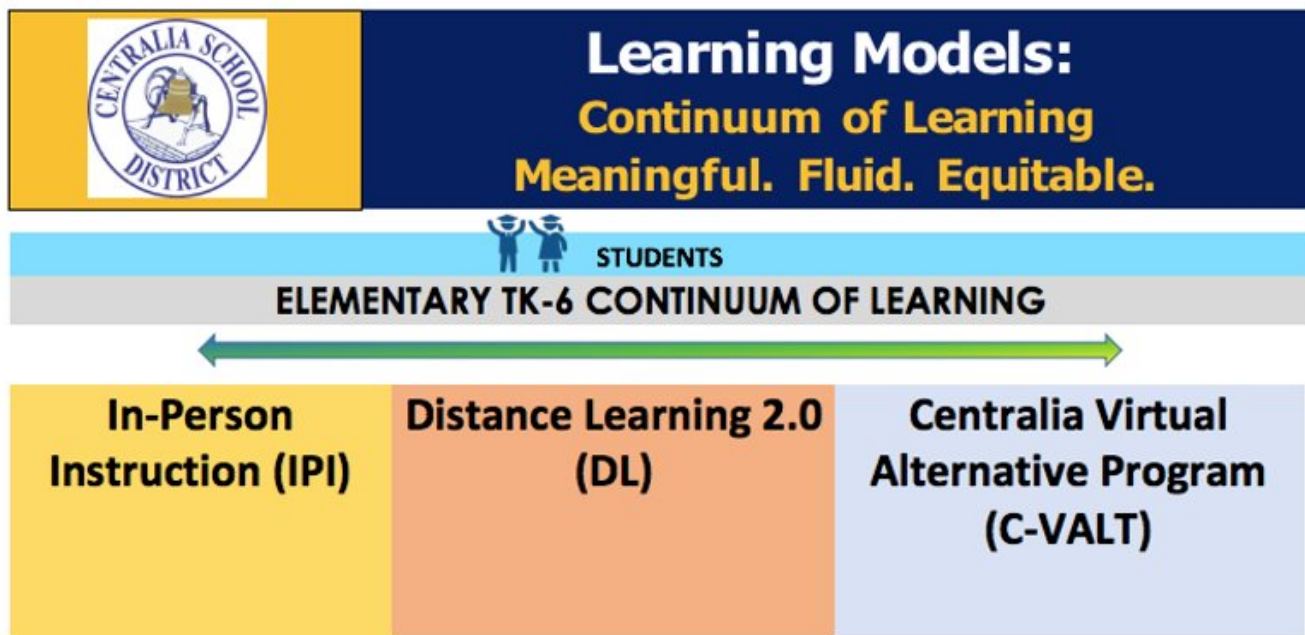 CENTRALIA SCHOOL
DISTRICT
Learning Models:
Continuum of Learning
Meaningful. Fluid. Equitable.
STUDENTS
ELEMENTARY TK-6 CONTINUUM OF LEARNING
In-Person
Instruction (IPI)
Distance Learning 2.0
(DL)
Centralia Virtual
Alternative Program
(C-VALT)